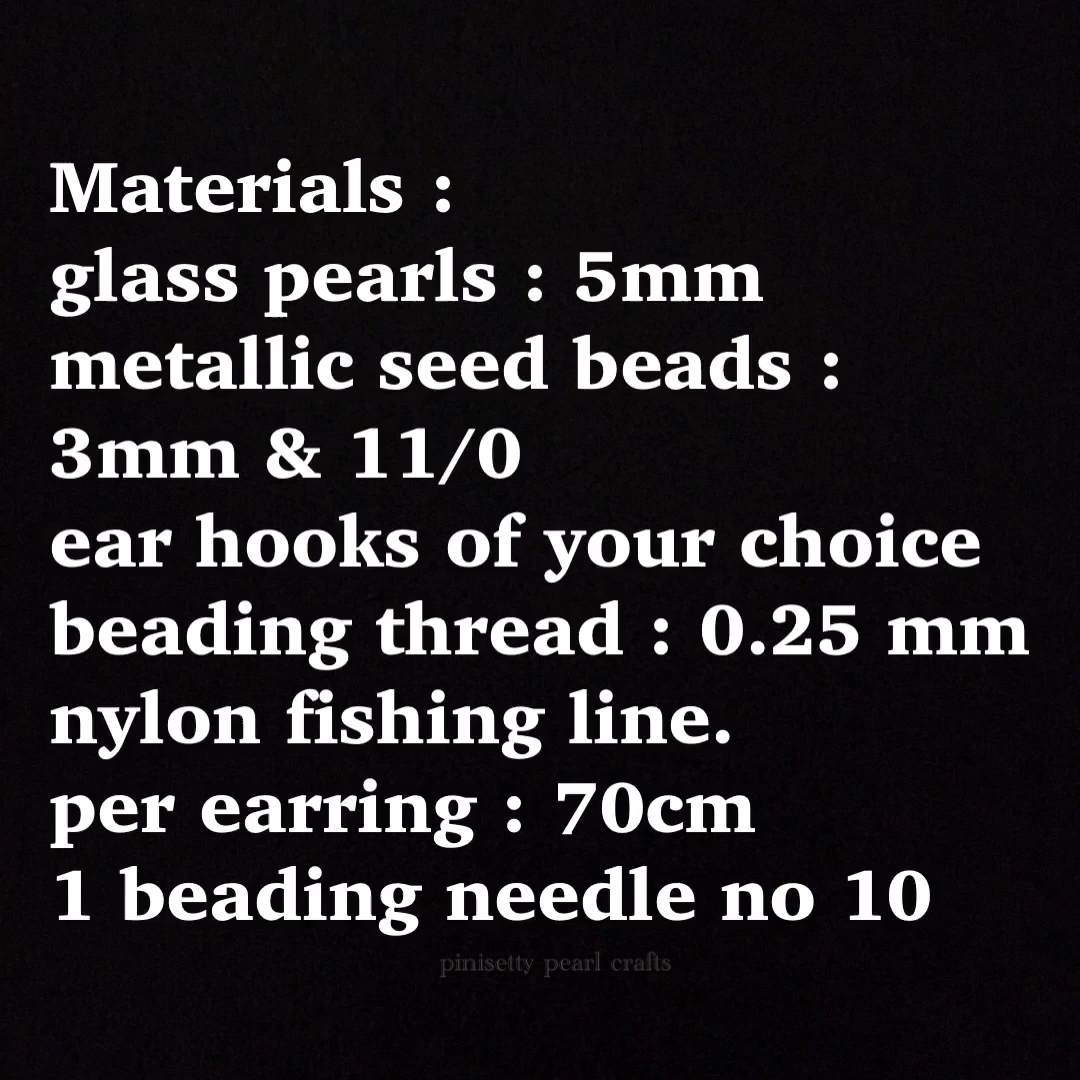 Materials :
glass pearls : 5mm
metallic seed beads :
3mm & 11/0
ear hooks of your choice
beading thread : 0.25 mm
nylon fishing line.
per earring : 70cm
1 beading needle no 10
pinisetty pearl crafts